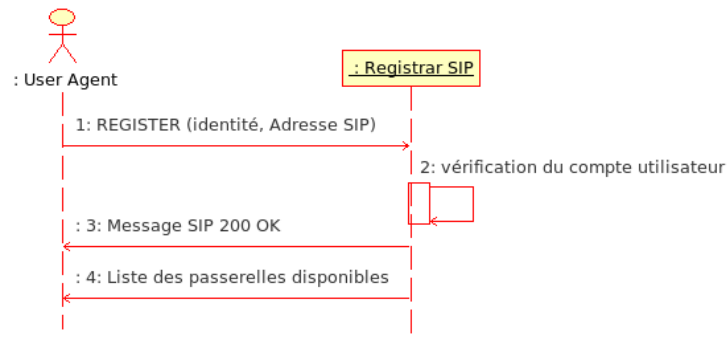 : User Agent
: Registrar SIP
1: REGISTER (identité, Adresse SIP)
2: vérification du compte utilisateur
: 3: Message SIP 200 OK
: 4: Liste des passerelles disponibles